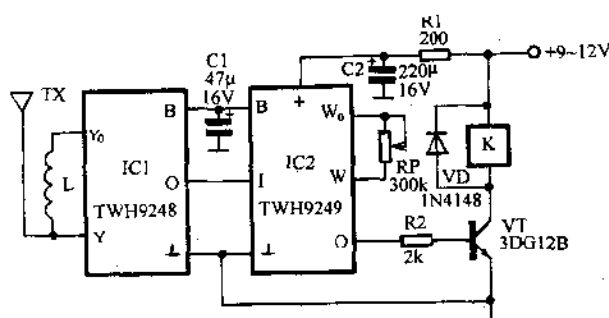 TX
L
Y₀
Y
IC1
TWH9248
B
O
⊥
C1
47μ
16V
+
B
I
⊥
+
IC2
TWH9249
W₀
W
O
C2
+
220μ
16V
R1
200
+9~12V
RP
300k
VD
1N4148
K
R2
2k
VT
3DG12B